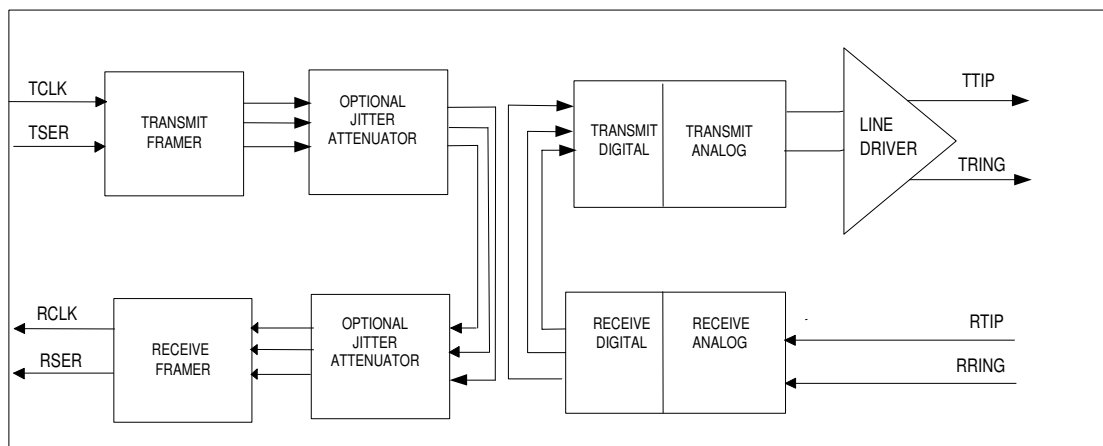 TCLK
TSER
TRANSMIT
FRAMER
OPTIONAL
JITTER
ATTENUATOR
TRANSMIT
DIGITAL
TRANSMIT
ANALOG
LINE
DRIVER
TTIP
TRING
RCLK
RSER
RECEIVE
FRAMER
OPTIONAL
JITTER
ATTENUATOR
RECEIVE
DIGITAL
RECEIVE
ANALOG
RTIP
RRING